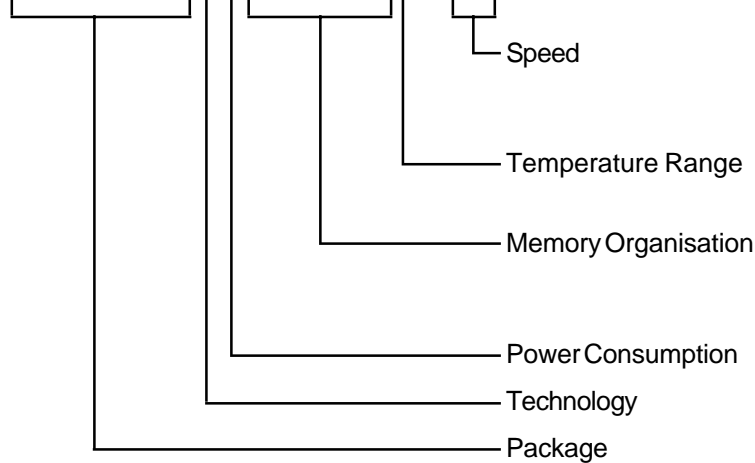 Speed
Temperature Range
Memory Organisation
Power Consumption
Technology
Package